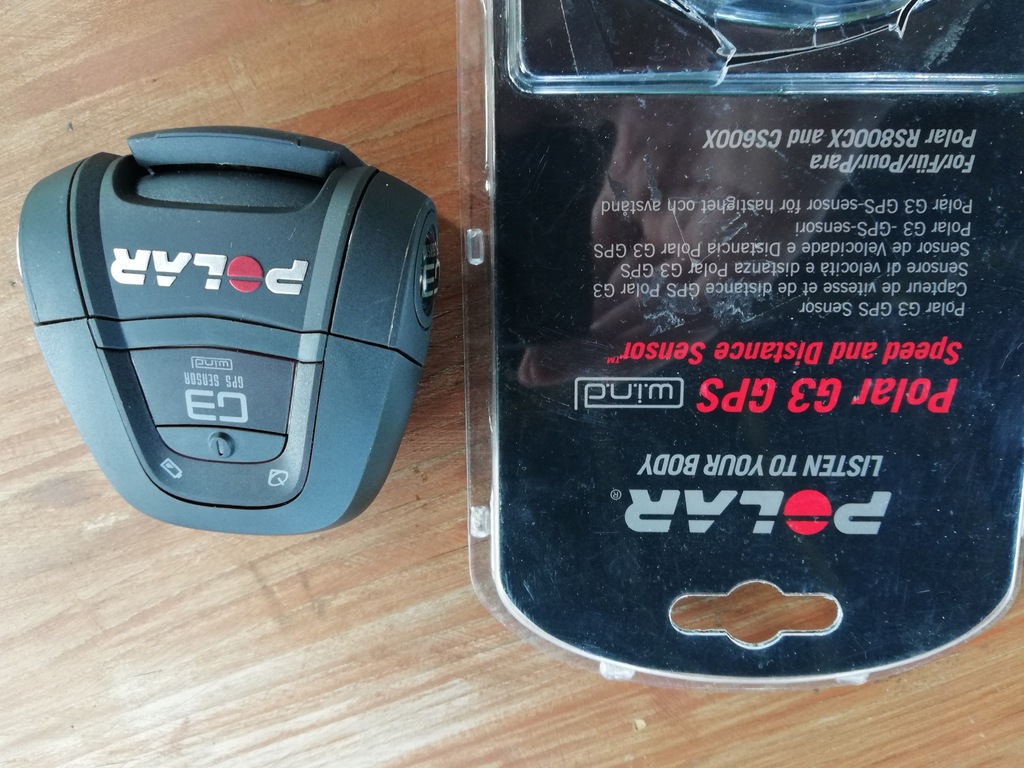 POLAR
G3
GPS SENSOR
w.i.n.d
POLAR®
LISTEN TO YOUR BODY
Polar G3 GPS w.i.n.d
Speed and Distance Sensor™
Polar G3 GPS Sensor
Capteur de vitesse et de distance GPS Polar G3
Sensore di velocità e distanza Polar G3 GPS
Sensor de Velocidade e Distancia Polar G3 GPS
Polar G3 -GPS-sensori
Polar G3 GPS-sensor för hastighet och avstånd
For/Für/Pour/Para
Polar RS800CX and CS600X